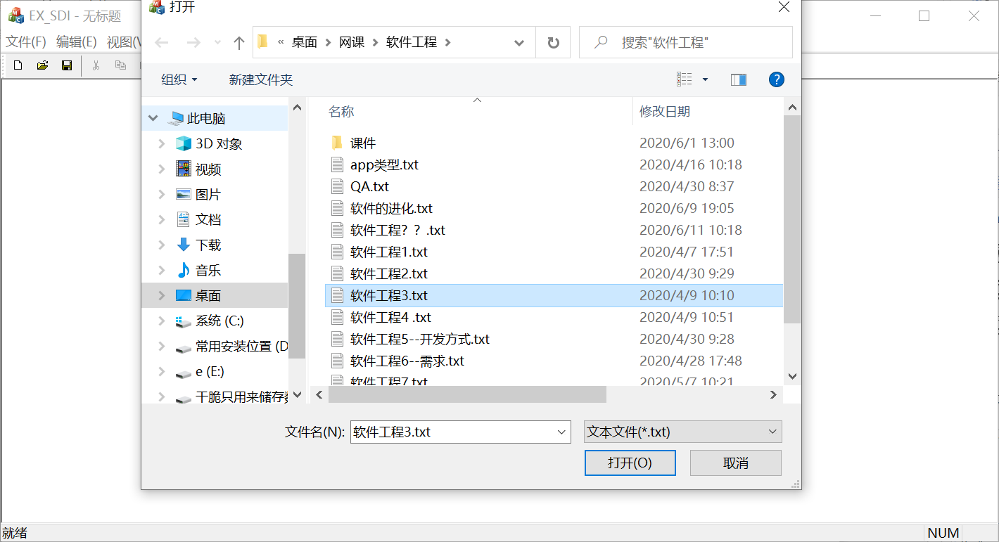 EX_SDI - 无标题
打开
文件(F) 编辑(E) 视图(V
« 桌面 > 网课 > 软件工程 >
搜索"软件工程"
组织 新建文件夹
此电脑
3D 对象
视频
图片
文档
下载
音乐
桌面
系统 (C:)
常用安装位置 (D
e (E:)
干脆只用来储存数
名称 修改日期
课件 2020/6/1 13:00
app类型.txt 2020/4/16 10:18
QA.txt 2020/4/30 8:37
软件的进化.txt 2020/6/9 19:05
软件工程？？.txt 2020/6/11 10:18
软件工程1.txt 2020/4/7 17:51
软件工程2.txt 2020/4/30 9:29
软件工程3.txt 2020/4/9 10:10
软件工程4 .txt 2020/4/9 10:51
软件工程5--开发方式.txt 2020/4/30 9:28
软件工程6--需求.txt 2020/4/28 17:48
软件工程7.txt 2020/5/7 10:21
文件名(N): 软件工程3.txt 文本文件(*.txt)
打开(O) 取消
就绪 NUM